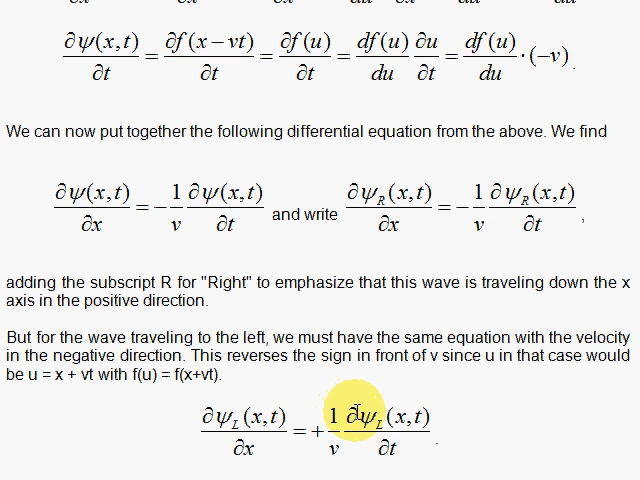 ∂ψ(x,t)/∂t = ∂f(x−vt)/∂t = ∂f(u)/∂t = df(u)/du ∂u/∂t = df(u)/du ·(−v).
We can now put together the following differential equation from the above. We find
∂ψ(x,t)/∂x = −1/v ∂ψ(x,t)/∂t and write ∂ψ_R(x,t)/∂x = −1/v ∂ψ_R(x,t)/∂t ,
adding the subscript R for "Right" to emphasize that this wave is traveling down the x
axis in the positive direction.
But for the wave traveling to the left, we must have the same equation with the velocity
in the negative direction. This reverses the sign in front of v since u in that case would
be u = x + vt with f(u) = f(x+vt).
∂ψ_L(x,t)/∂x = +1/v ∂ψ_L(x,t)/∂t .